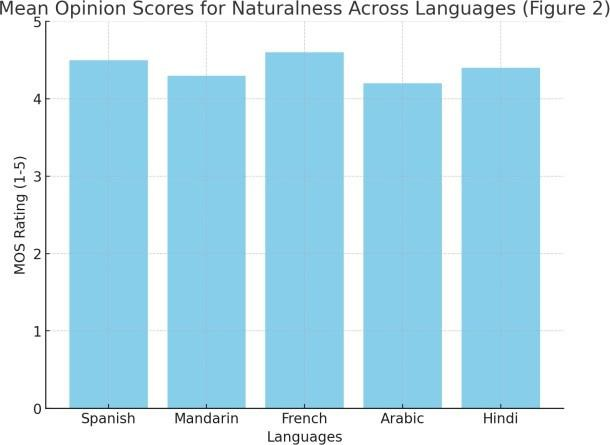 Mean Opinion Scores for Naturalness Across Languages (Figure 2)
5
4
3
2
1
0
MOS Rating (1-5)
Spanish Mandarin French Arabic Hindi
Languages